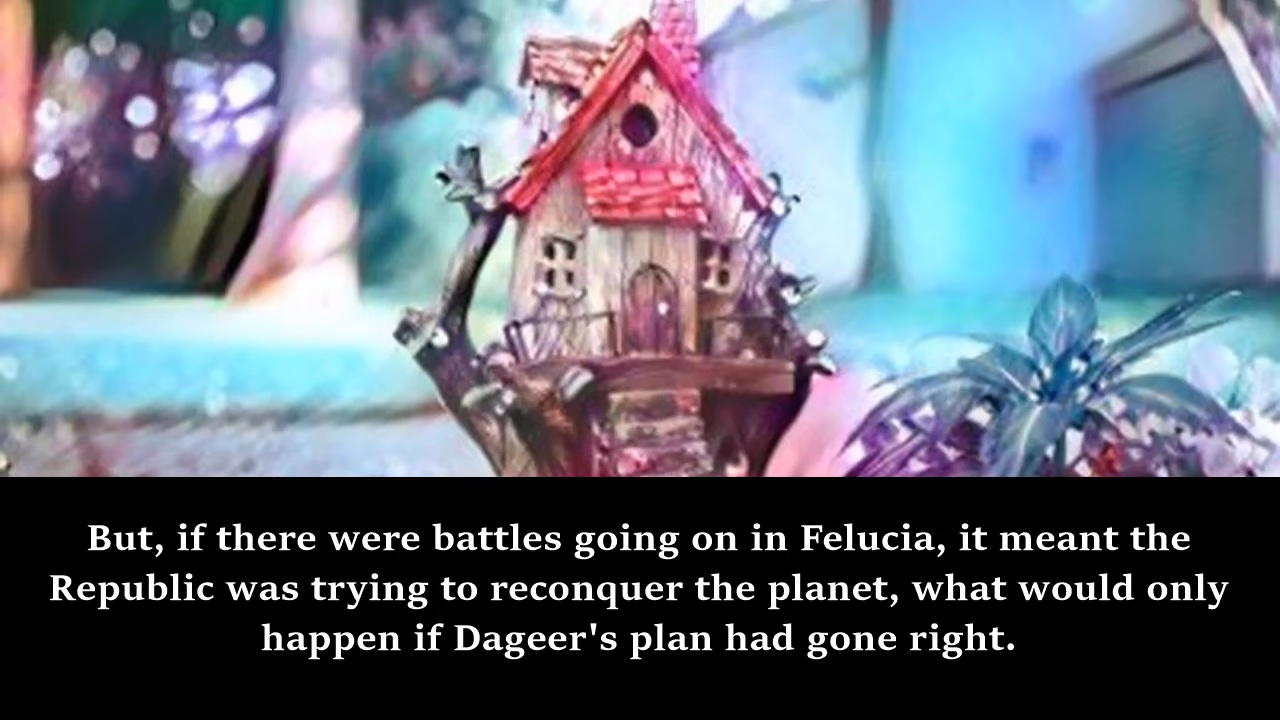 But, if there were battles going on in Felucia, it meant the
Republic was trying to reconquer the planet, what would only
happen if Dageer's plan had gone right.